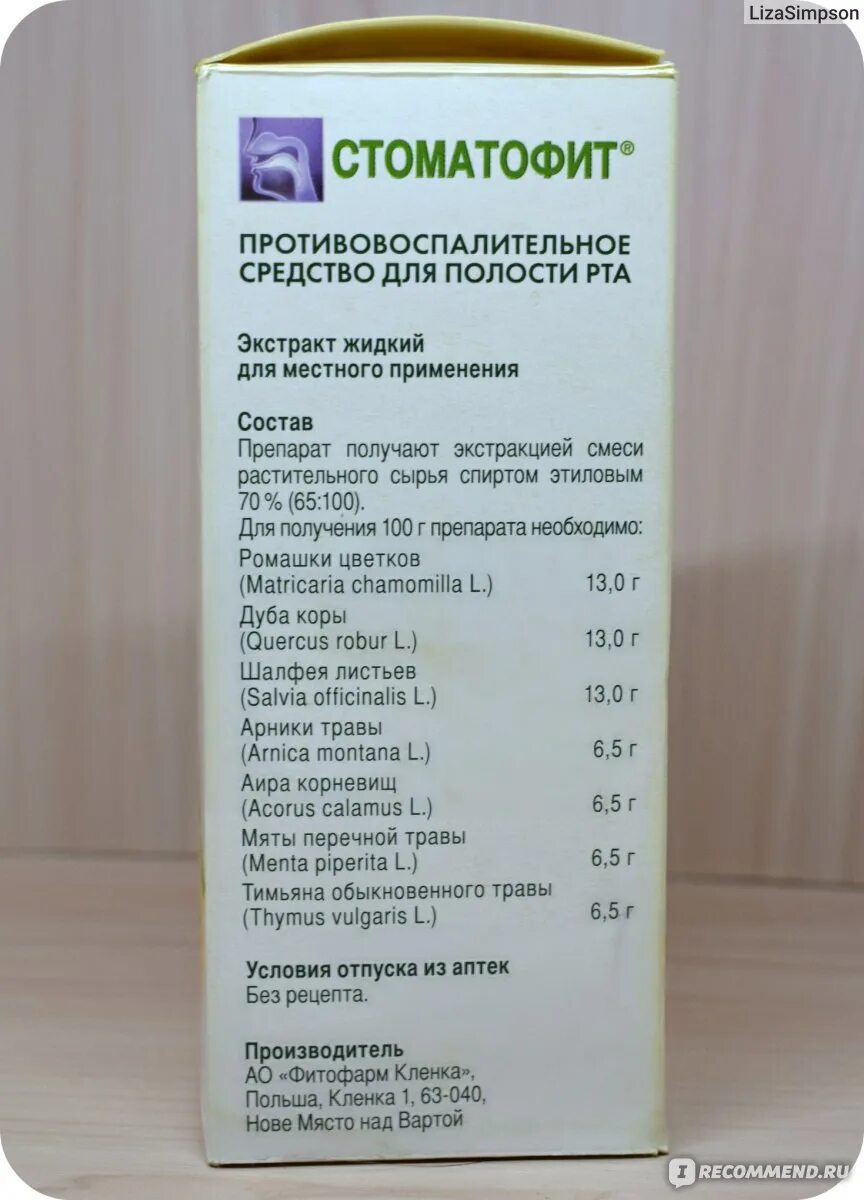 LizaSimpson
СТОМАТОФИТ®
ПРОТИВОВОСПАЛИТЕЛЬНОЕ
СРЕДСТВО ДЛЯ ПОЛОСТИ РТА
Экстракт жидкий
для местного применения
Состав
Препарат получают экстракцией смеси
растительного сырья спиртом этиловым
70 % (65:100).
Для получения 100 г препарата необходимо:
Ромашки цветков
(Matricaria chamomilla L.) 13,0 г
Дуба коры
(Quercus robur L.) 13,0 г
Шалфея листьев
(Salvia officinalis L.) 13,0 г
Арники травы
(Arnica montana L.) 6,5 г
Аира корневищ
(Acorus calamus L.) 6,5 г
Мяты перечной травы
(Menta piperita L.) 6,5 г
Тимьяна обыкновенного травы
(Thymus vulgaris L.) 6,5 г
Условия отпуска из аптек
Без рецепта.
Производитель
АО «Фитофарм Кленка»,
Польша, Кленка 1, 63-040,
Нове Място над Вартой
IRECOMMEND.RU